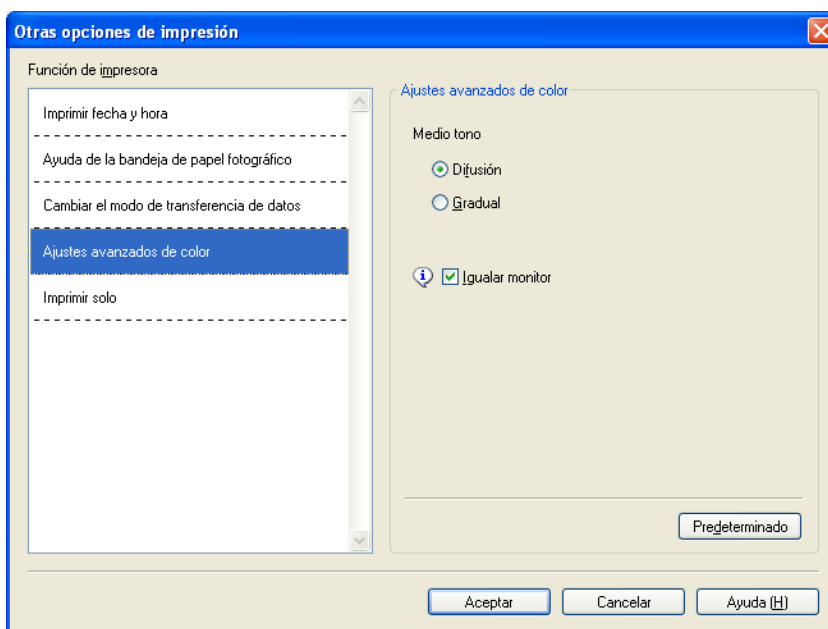 Otras opciones de impresión
Función de impresora
Imprimir fecha y hora
Ayuda de la bandeja de papel fotográfico
Cambiar el modo de transferencia de datos
Ajustes avanzados de color
Imprimir solo
Ajustes avanzados de color
Medio tono
Difusión
Gradual
Igualar monitor
Predeterminado
Aceptar
Cancelar
Ayuda (H)